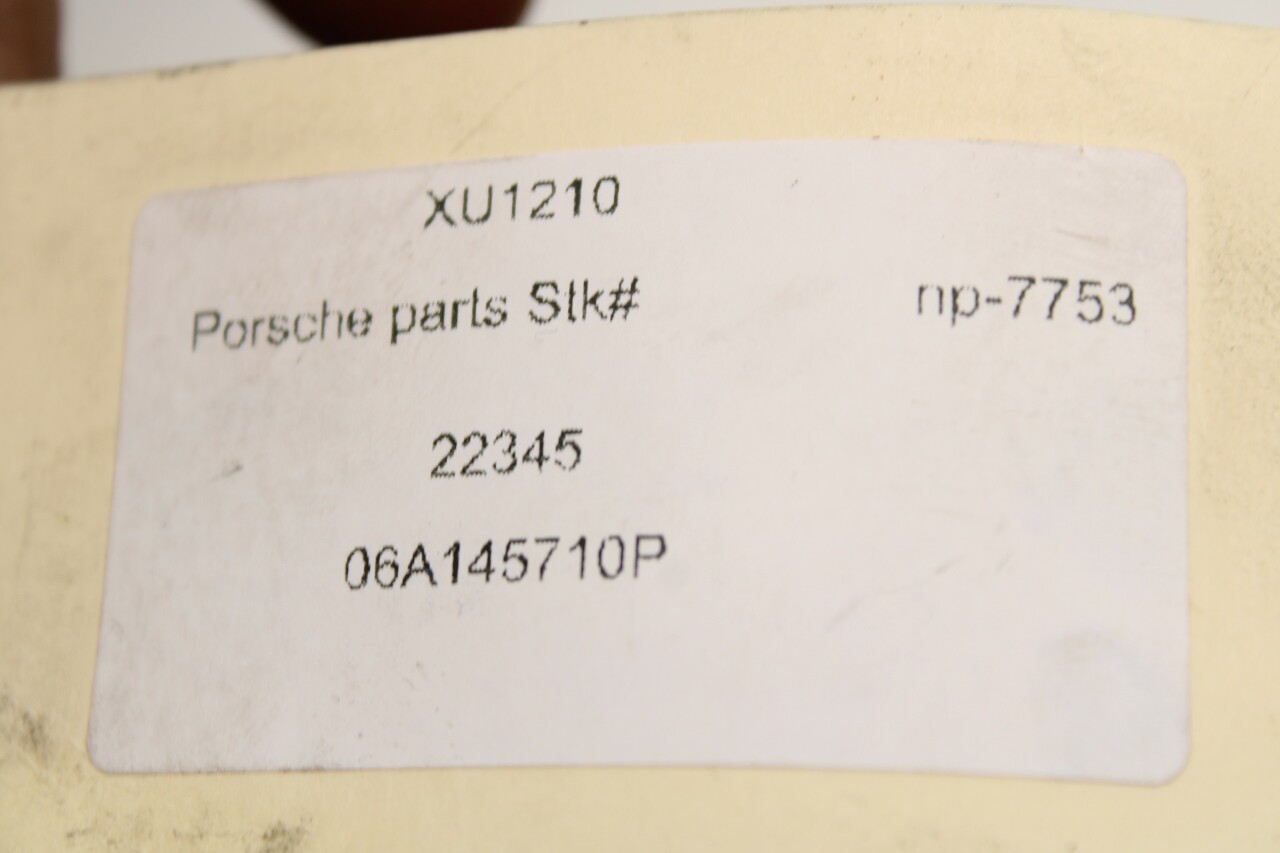 XU1210
Porsche parts Stk# np-7753
22345
06A145710P